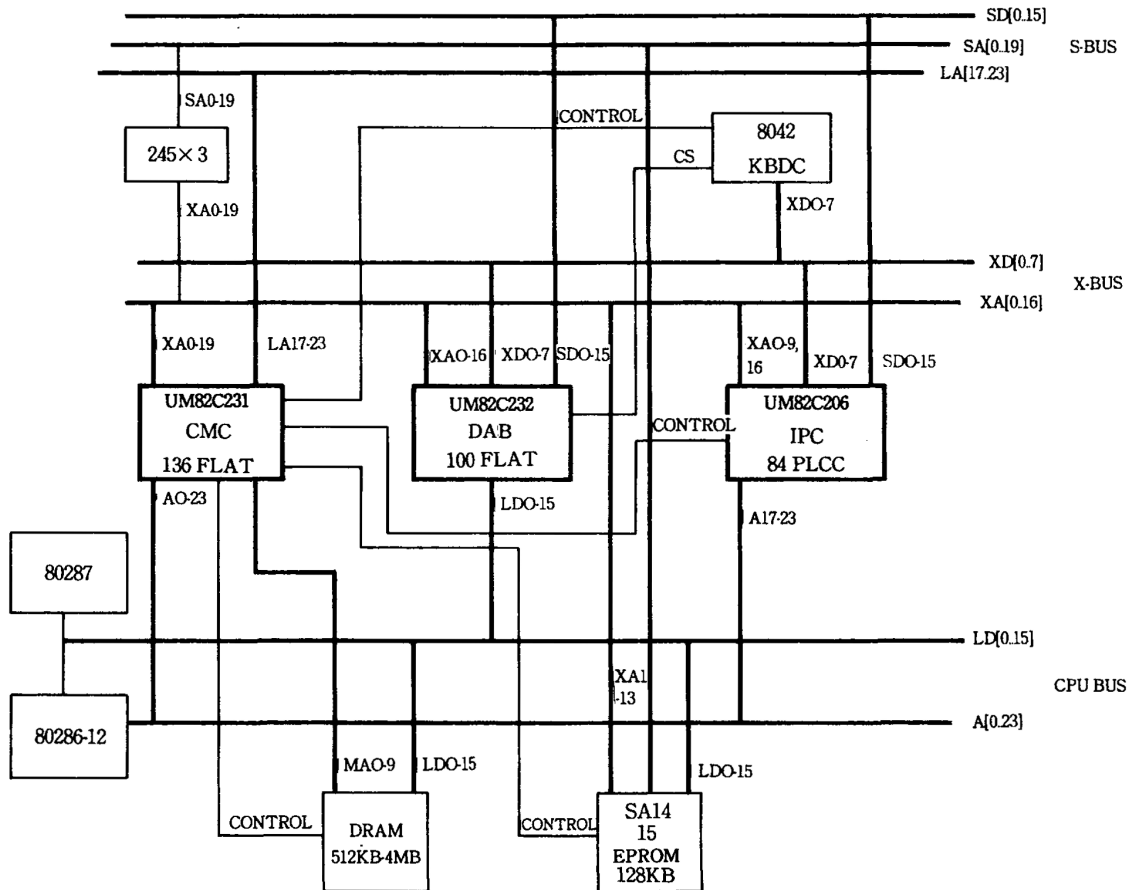 SD[0..15]
SA[0..19]
S-BUS
LA[17.23]
SA0-19
CONTROL
8042
KBDC
245×3
CS
XA0-19
XDO-7
XD[0.7]
X-BUS
XA[0.16]
XA0-19
LA17-23
XAO-16
XDO-7
SDO-15
XAO-9,
16
XD0-7
SDO-15
UM82C231
CMC
136 FLAT
UM82C232
DAB
100 FLAT
CONTROL
UM82C206
IPC
84 PLCC
AO-23
LDO-15
A17-23
80287
LD[0..15]
XA1
-13
CPU BUS
80286-12
A[0.23]
MAO-9
LDO-15
LDO-15
CONTROL
DRAM
512KB-4MB
CONTROL
SA14
15
EPROM
128KB